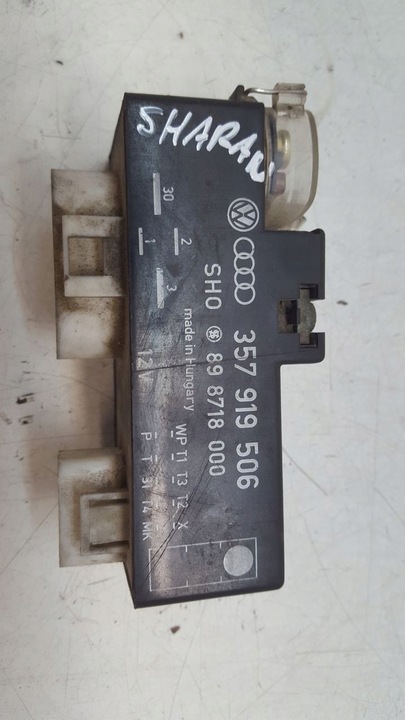 SHARAN
30
1 2
3
357 919 506
SHO 89 8718 000
made in Hungary
12V
WP T1 T3 T2 X
P T 31 T4 MK